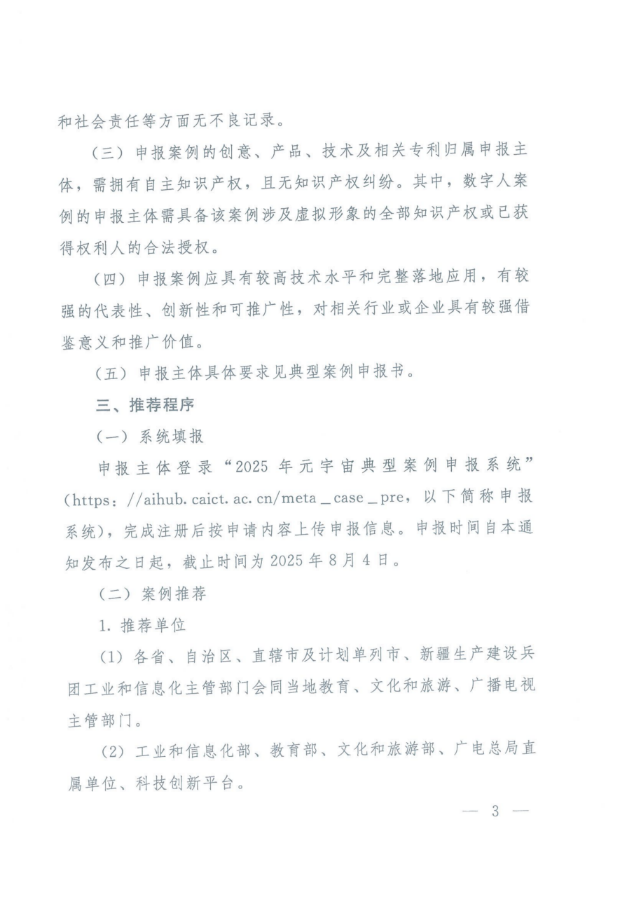 和社会责任等方面无不良记录。
（三）申报案例的创意、产品、技术及相关专利归属申报主
体，需拥有自主知识产权，且无知识产权纠纷。其中，数字人案
例的申报主体需具备该案例涉及虚拟形象的全部知识产权或已获
得权利人的合法授权。
（四）申报案例应具有较高技术水平和完整落地应用，有较
强的代表性、创新性和可推广性，对相关行业或企业具有较强借
鉴意义和推广价值。
（五）申报主体具体要求见典型案例申报书。
三、推荐程序
（一）系统填报
申报主体登录“2025 年元宇宙典型案例申报系统”
（https：//aihub.caict.ac.cn/meta_case_pre，以下简称申报
系统），完成注册后按申请内容上传申报信息。申报时间自本通
知发布之日起，截止时间为 2025 年 8 月 4 日。
（二）案例推荐
1. 推荐单位
（1）各省、自治区、直辖市及计划单列市、新疆生产建设兵
团工业和信息化主管部门会同当地教育、文化和旅游、广播电视
主管部门。
（2）工业和信息化部、教育部、文化和旅游部、广电总局直
属单位、科技创新平台。
— 3 —